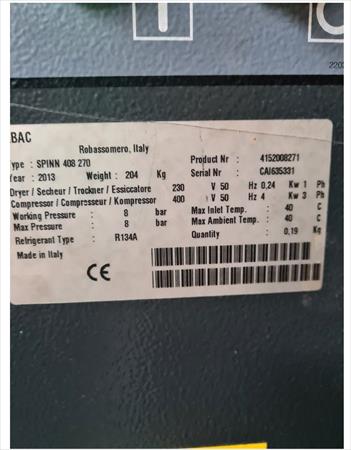 2202
BAC
Robassomero, Italy
Type : SPINN 408 270 Product Nr : 4152008271
Year : 2013 Weight : 204 Kg Serial Nr : CAI635331
Dryer / Secheur / Trockner / Essiccatore 230 V 50 Hz 0,24 Kw 1 Ph
Compressor / Compresseur / Kompressor 400 V 50 Hz 4 Kw 3 Ph
Working Pressure : 8 bar Max Inlet Temp. : 40 C
Max Pressure : 8 bar Max Ambient Temp. : 40 C
Refrigerant Type : R134A Quantity : 0,19 Kg
Made in Italy
CE